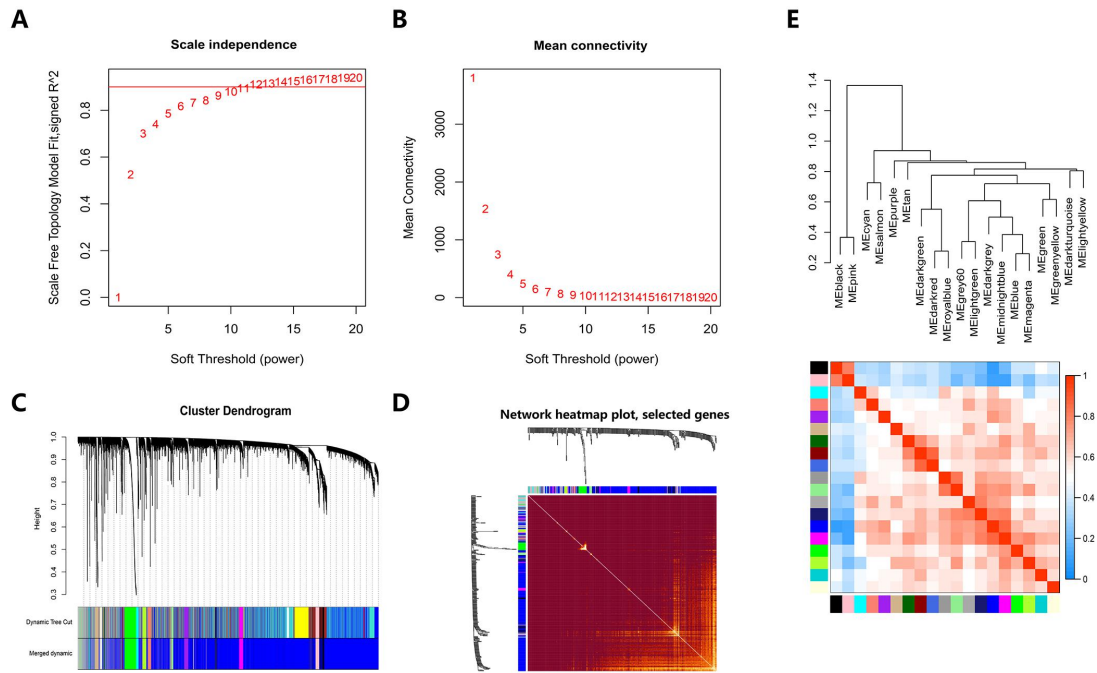 A
Scale independence
Scale Free Topology Model Fit,signed R^2
0.0 0.2 0.4 0.6 0.8
1 2 3 4 5 6 7 8 9 10 11 12 13 14 15 16 17 18 19 20
5 10 15 20
Soft Threshold (power)
B
Mean connectivity
Mean Connectivity
0 1000 2000 3000
1 2 3 4 5 6 7 8 9 10 11 12 13 14 15 16 17 18 19 20
5 10 15 20
Soft Threshold (power)
C
Cluster Dendrogram
Height
0.3 0.4 0.5 0.6 0.7 0.8 0.9 1.0
Dynamic Tree Cut
Merged dynamic
D
Network heatmap plot, selected genes
E
0.2 0.4 0.6 0.8 1.0 1.2 1.4
MEblack
MEpink
MEcyan
MEsalmon
MEpurple
MEtan
MEdarkgreen
MEdarkred
MEroyalblue
MEgrey60
MElightgreen
MEdarkgrey
MEmidnightblue
MEblue
MEmagenta
MEgreen
MEgreenyellow
MEdarkturquoise
MElightyellow
1
0.8
0.6
0.4
0.2
0